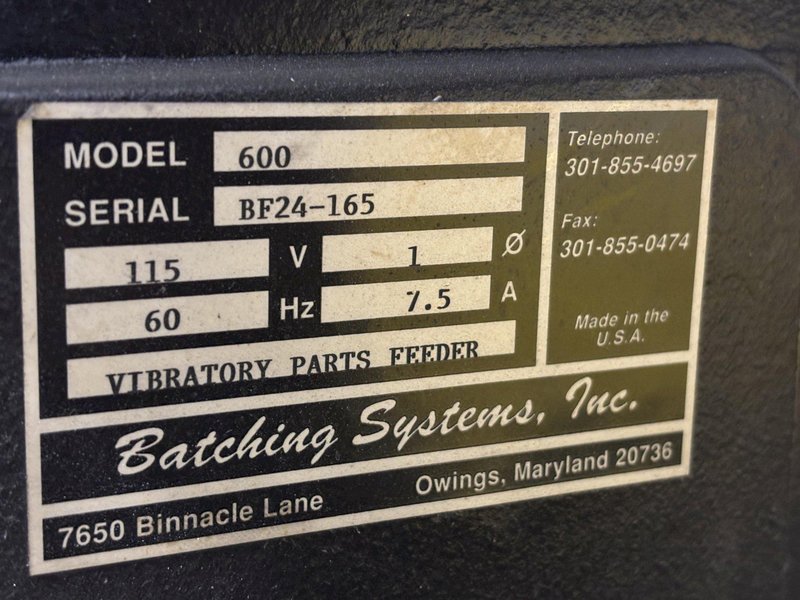 MODEL 600
SERIAL BF24-165
115 V 1 Ø
60 Hz 7.5 A
VIBRATORY PARTS FEEDER
Telephone:
301-855-4697
Fax:
301-855-0474
Made in the
U.S.A.
Batching Systems, Inc.
7650 Binnacle Lane Owings, Maryland 20736